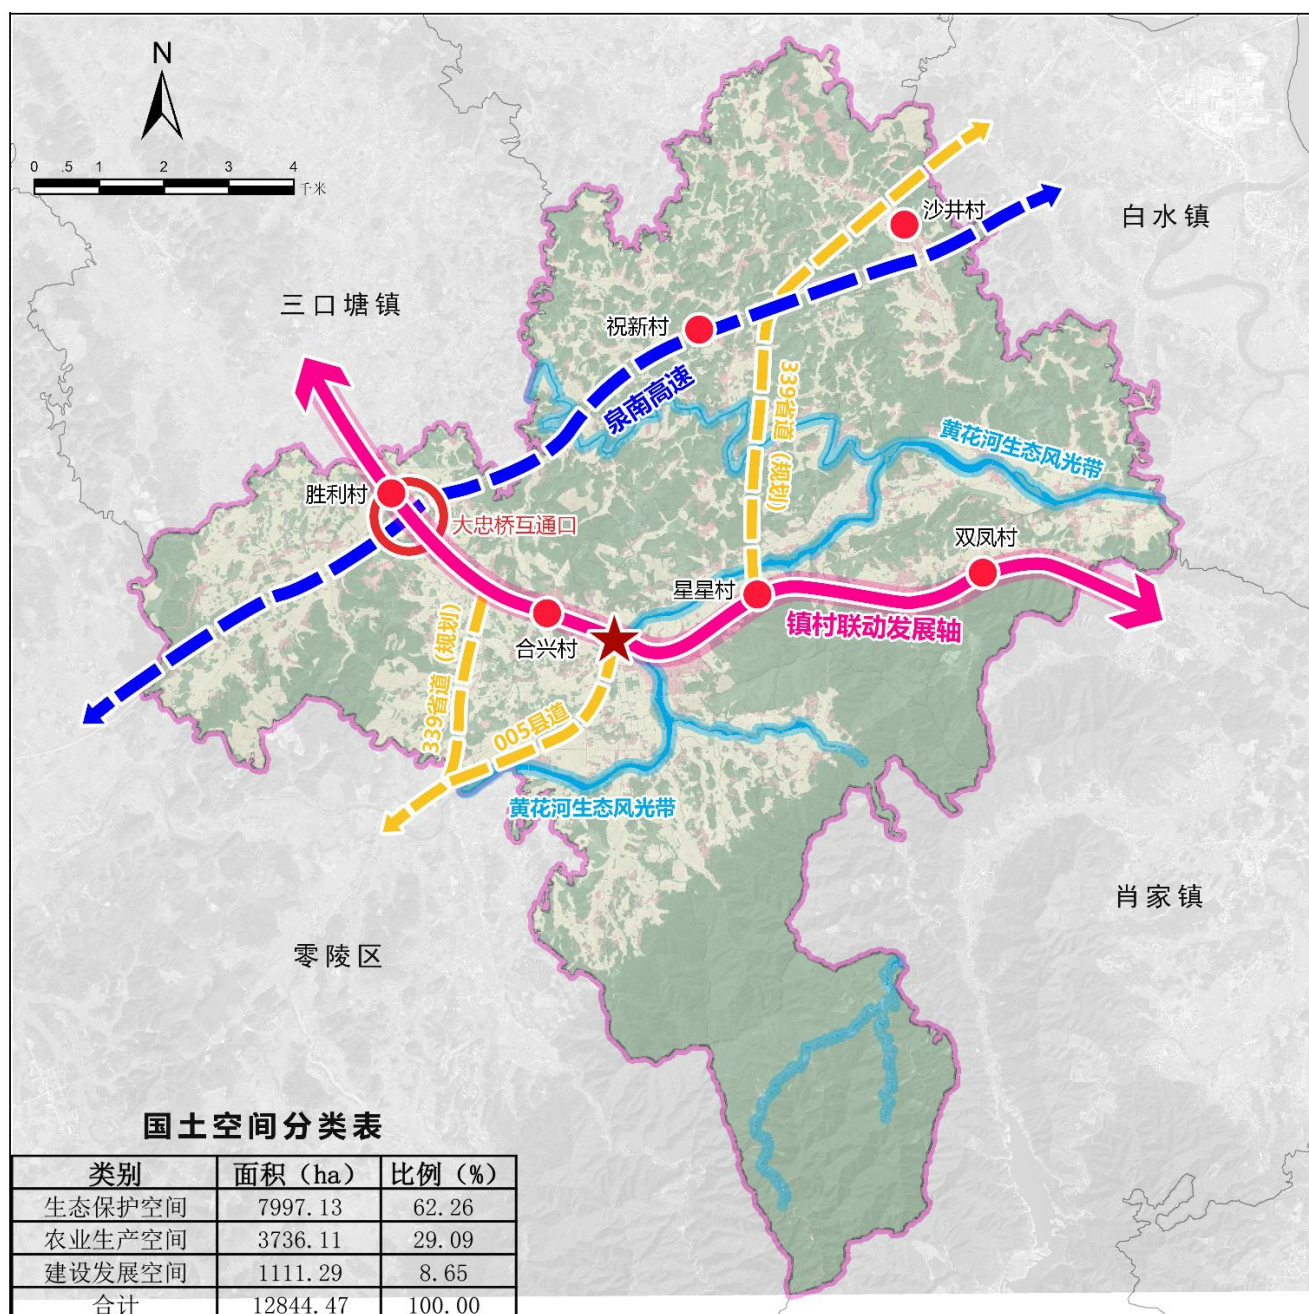 N
0 .5 1 2 3 4
千米
沙井村
白水镇
三口塘镇
祝新村
泉南高速
339省道（规划）
黄花河生态风光带
胜利村
大忠桥互通口
双凤村
星星村
镇村联动发展轴
合兴村
339省道（规划）
005县道
黄花河生态风光带
肖家镇
零陵区
国土空间分类表
类别 面积（ha） 比例（%）
生态保护空间 7997.13 62.26
农业生产空间 3736.11 29.09
建设发展空间 1111.29 8.65
合计 12844.47 100.00